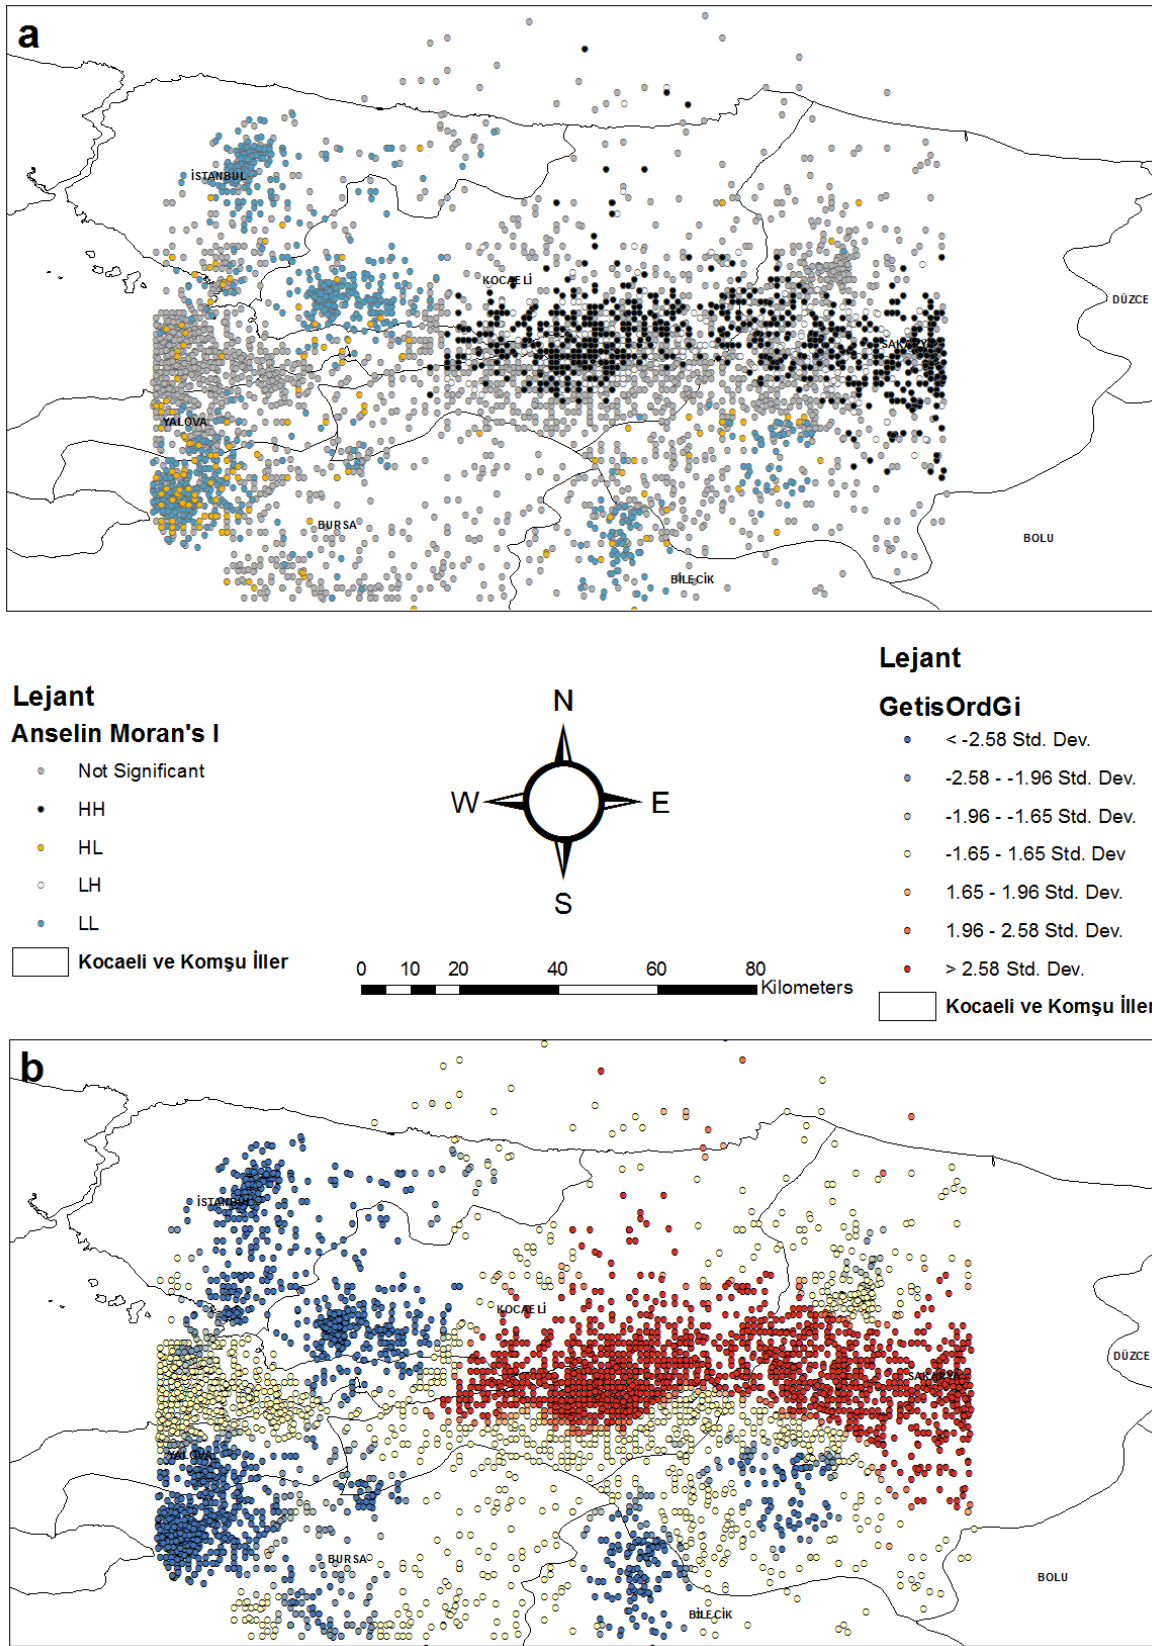 a
İSTANBUL
KOCAELİ
DÜZCE
SAKARYA
YALOVA
BURSA
BOLU
BİLECİK
Lejant
Anselin Moran's I
Not Significant
HH
HL
LH
LL
Kocaeli ve Komşu İller
N
W
E
S
0 10 20 40 60 80
Kilometers
Lejant
GetisOrdGi
< -2.58 Std. Dev.
-2.58 - -1.96 Std. Dev.
-1.96 - -1.65 Std. Dev.
-1.65 - 1.65 Std. Dev
1.65 - 1.96 Std. Dev.
1.96 - 2.58 Std. Dev.
> 2.58 Std. Dev.
Kocaeli ve Komşu İller
b
İSTANBUL
KOCAELİ
DÜZCE
SAKARYA
YALOVA
BURSA
BOLU
BİLECİK